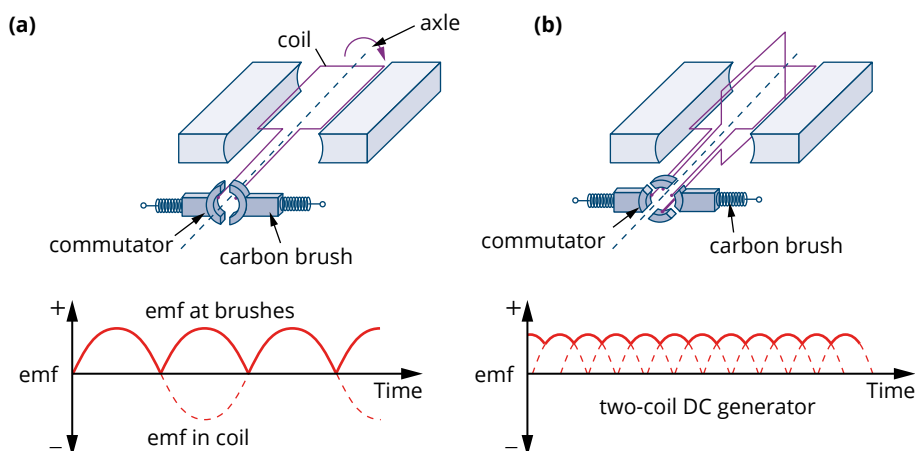 (a)
coil
axle
commutator
carbon brush
+
emf at brushes
emf
Time
emf in coil
−
(b)
commutator
carbon brush
+
emf
Time
two-coil DC generator
−